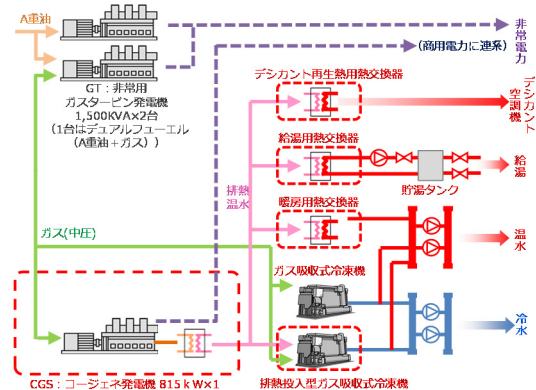 A重油
GT:非常用
ガスタービン発電機
1,500KVA×2台
(1台はデュアルフューエル
(A重油+ガス))
非常電力
(商用電力に連系)
デシカント再生熱用熱交換器
デシカント
空調機
給湯用熱交換器
給湯
貯湯タンク
排熱
温水
暖房用熱交換器
温水
ガス(中圧)
ガス吸収式冷凍機
冷水
排熱投入型ガス吸収式冷凍機
CGS:コージェネ発電機 815kW×1